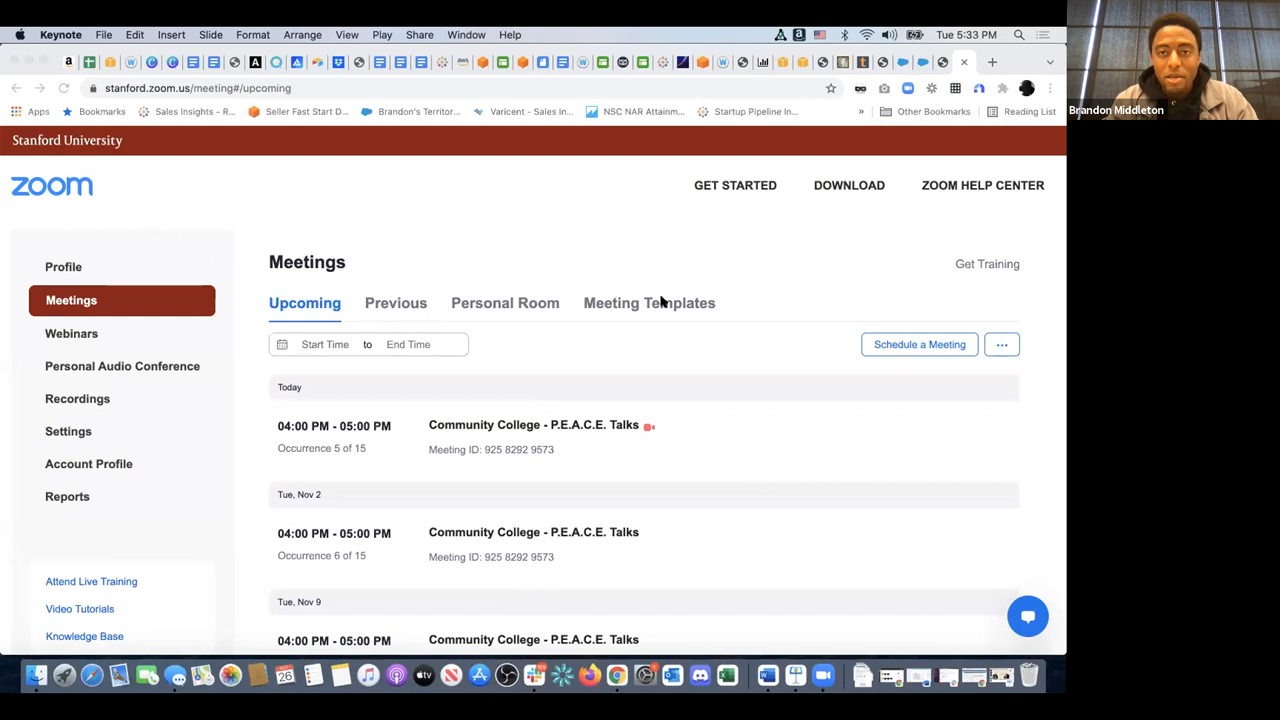 Keynote File Edit Insert Slide Format Arrange View Play Share Window Help Tue 5:33 PM
stanford.zoom.us/meeting#/upcoming
Apps Bookmarks Sales Insights - R... Seller Fast Start D... Brandon's Territor... Varicent - Sales In... NSC NAR Attainm... Startup Pipeline In... » Other Bookmarks Reading List
Brandon Middleton
Stanford University
zoom
GET STARTED DOWNLOAD ZOOM HELP CENTER
Profile
Meetings
Webinars
Personal Audio Conference
Recordings
Settings
Account Profile
Reports
Attend Live Training
Video Tutorials
Knowledge Base
Meetings
Get Training
Upcoming Previous Personal Room Meeting Templates
Start Time to End Time
Schedule a Meeting ...
Today
04:00 PM - 05:00 PM Community College - P.E.A.C.E. Talks
Occurrence 5 of 15 Meeting ID: 925 8292 9573
Tue, Nov 2
04:00 PM - 05:00 PM Community College - P.E.A.C.E. Talks
Occurrence 6 of 15 Meeting ID: 925 8292 9573
Tue, Nov 9
04:00 PM - 05:00 PM Community College - P.E.A.C.E. Talks
26 tv